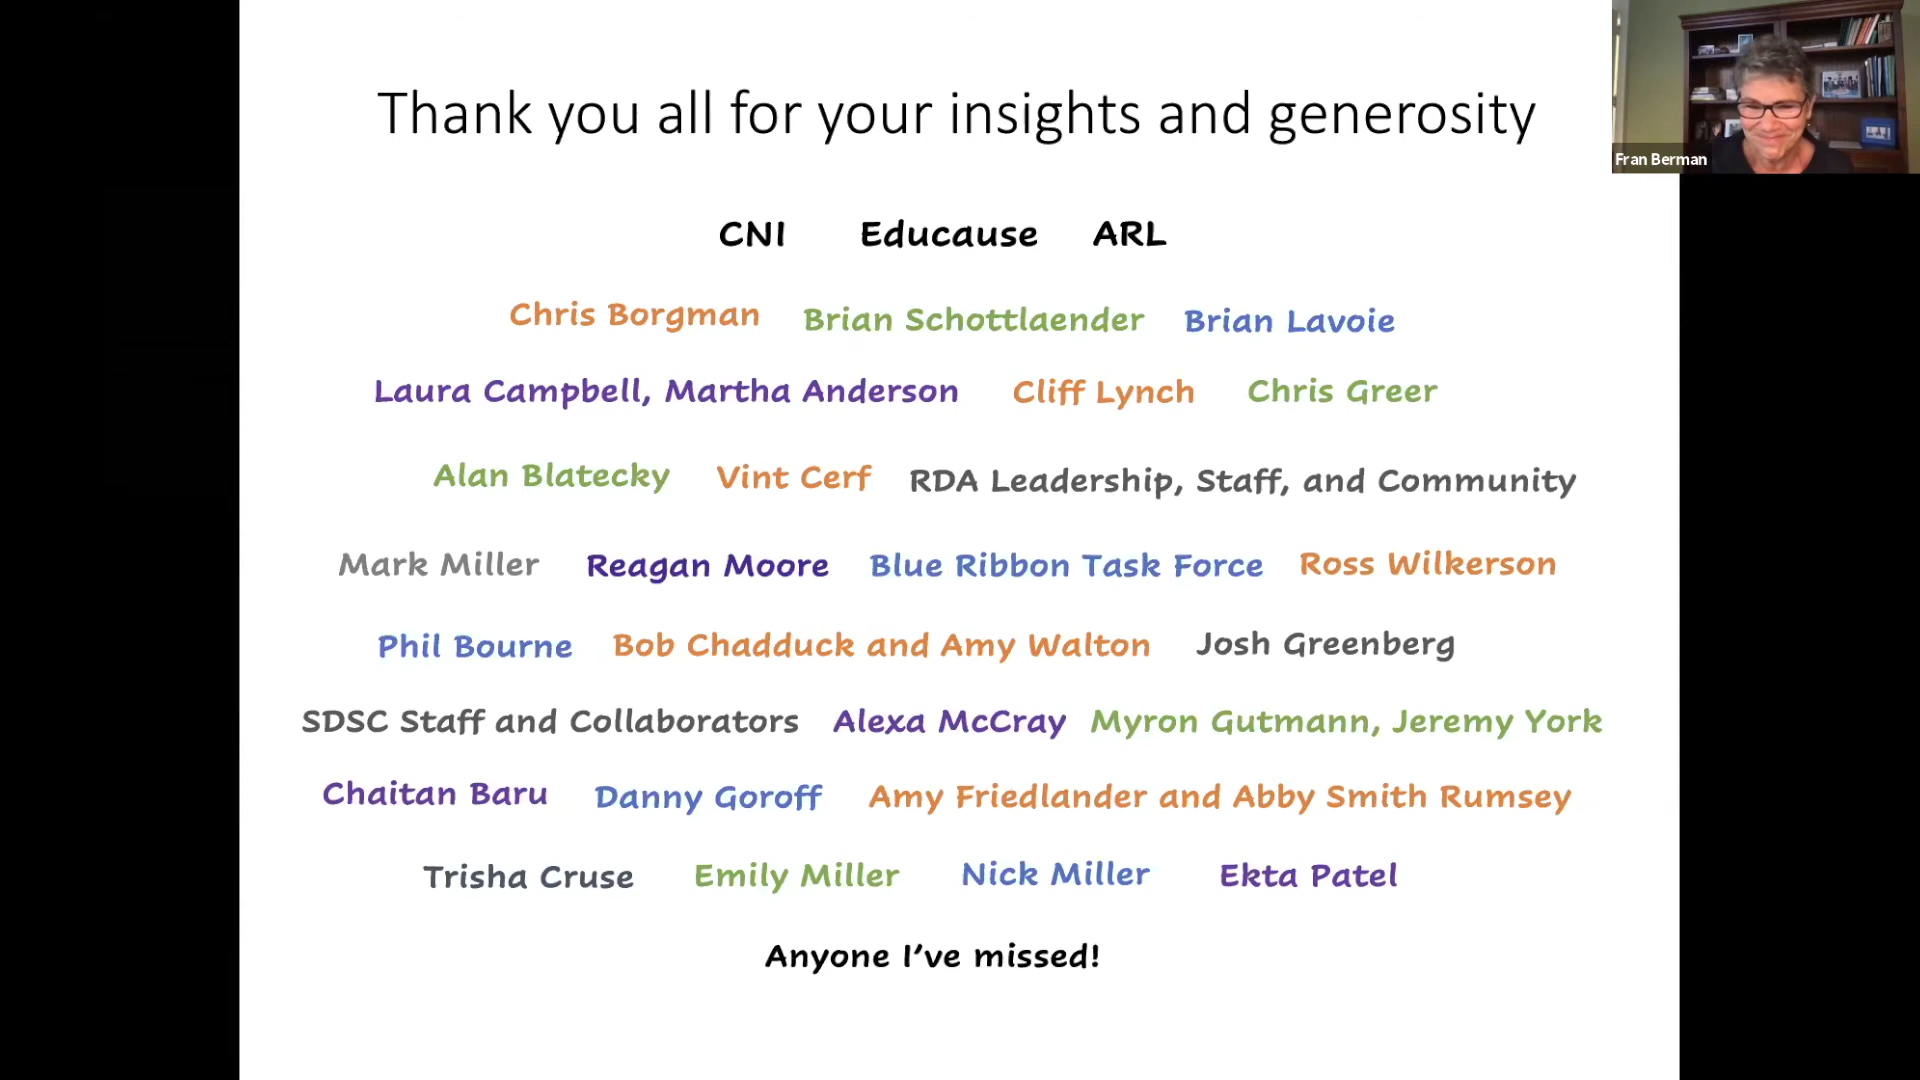 Thank you all for your insights and generosity
Fran Berman
CNI Educause ARL
Chris Borgman Brian Schottlaender Brian Lavoie
Laura Campbell, Martha Anderson Cliff Lynch Chris Greer
Alan Blatecky Vint Cerf RDA Leadership, Staff, and Community
Mark Miller Reagan Moore Blue Ribbon Task Force Ross Wilkerson
Phil Bourne Bob Chadduck and Amy Walton Josh Greenberg
SDSC Staff and Collaborators Alexa McCray Myron Gutmann, Jeremy York
Chaitan Baru Danny Goroff Amy Friedlander and Abby Smith Rumsey
Trisha Cruse Emily Miller Nick Miller Ekta Patel
Anyone I’ve missed!